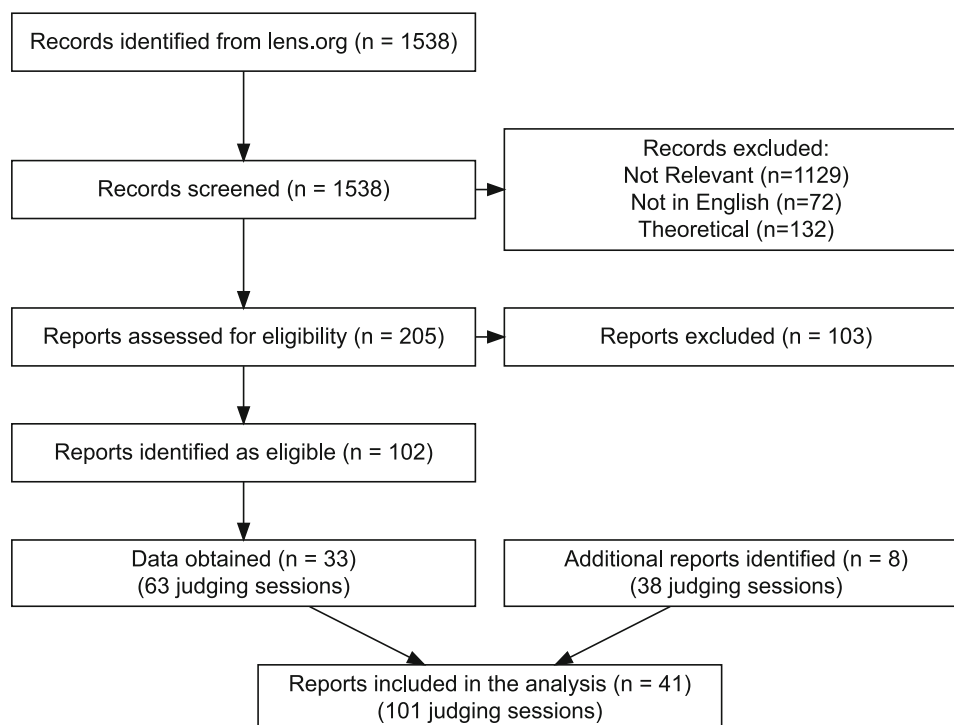 Records identified from lens.org (n = 1538)
Records screened (n = 1538)
Records excluded:
Not Relevant (n=1129)
Not in English (n=72)
Theoretical (n=132)
Reports assessed for eligibility (n = 205)
Reports excluded (n = 103)
Reports identified as eligible (n = 102)
Data obtained (n = 33)
(63 judging sessions)
Additional reports identified (n = 8)
(38 judging sessions)
Reports included in the analysis (n = 41)
(101 judging sessions)